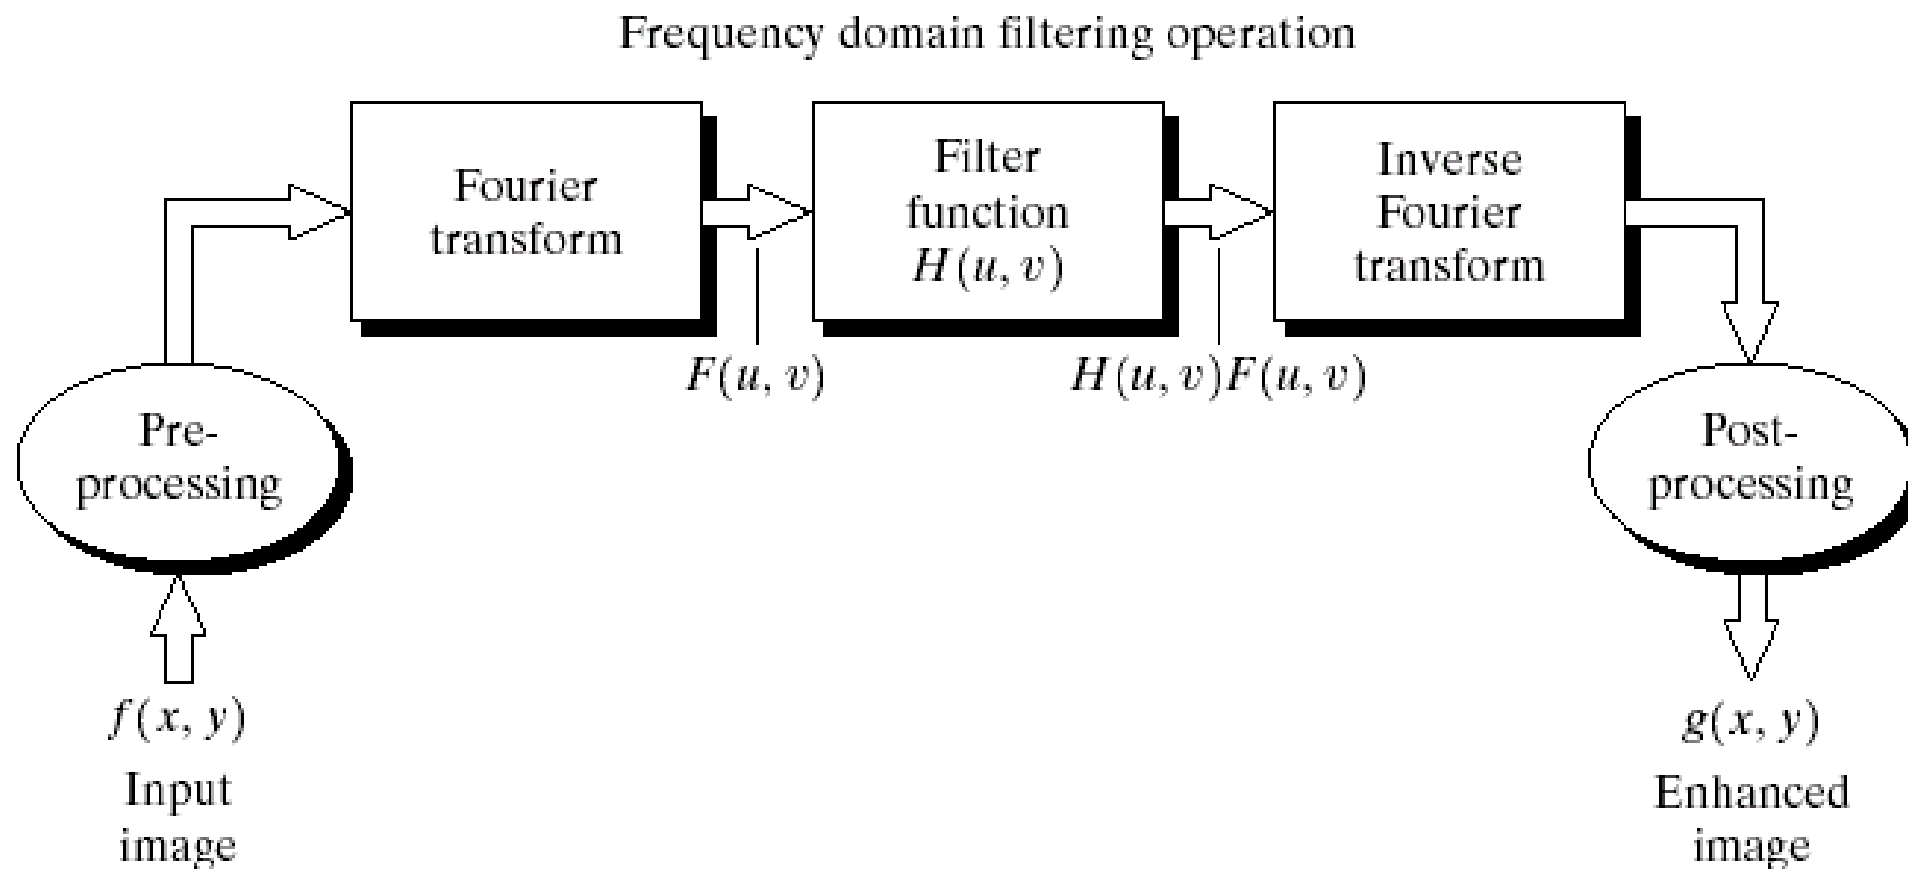 Frequency domain filtering operation
Fourier
transform
Filter
function
H(u, v)
Inverse
Fourier
transform
F(u, v)
H(u, v)F(u, v)
Pre-
processing
Post-
processing
f(x, y)
Input
image
g(x, y)
Enhanced
image